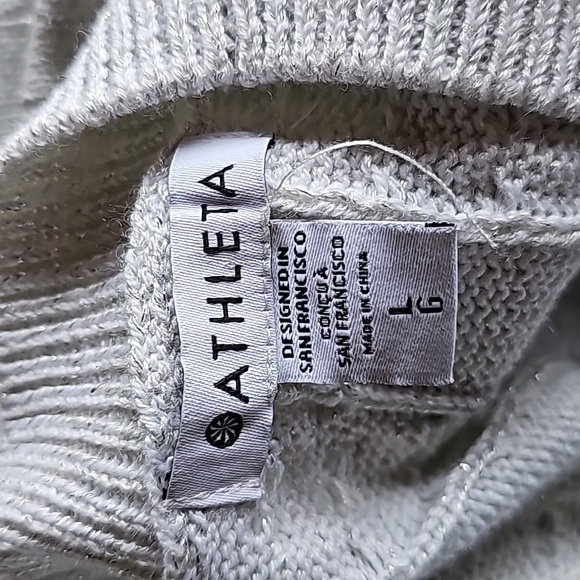 ATHLETA
DESIGNED IN
SAN FRANCISCO
CONÇU À
SAN FRANCISCO
MADE IN CHINA
L
G